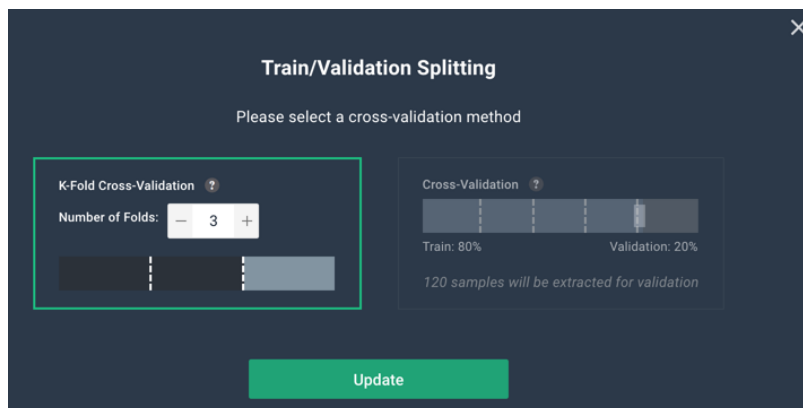 Train/Validation Splitting
Please select a cross-validation method
K-Fold Cross-Validation ?
Number of Folds: − 3 +
Cross-Validation ?
Train: 80% Validation: 20%
120 samples will be extracted for validation
Update